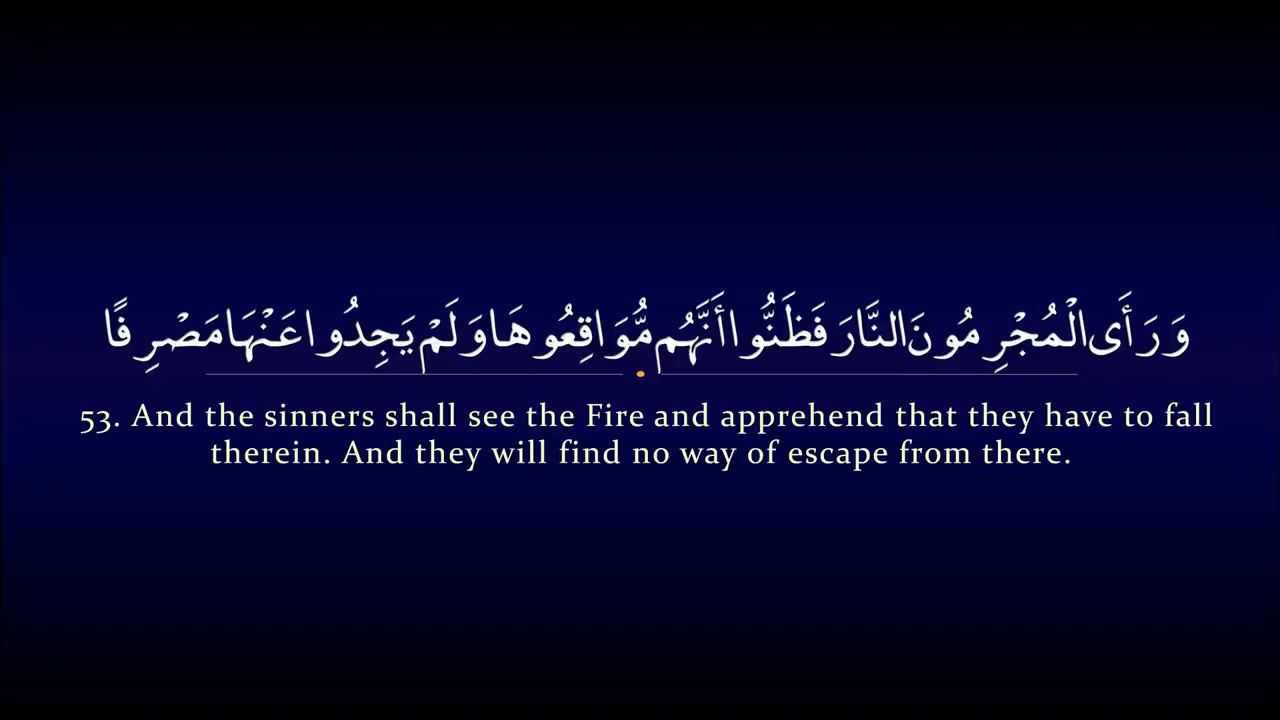 وَرَأَى الْمُجْرِمُونَ النَّارَ فَظَنُّوا أَنَّهُم مُّوَاقِعُوهَا وَلَمْ يَجِدُوا عَنْهَا مَصْرِفًا
53. And the sinners shall see the Fire and apprehend that they have to fall
therein. And they will find no way of escape from there.